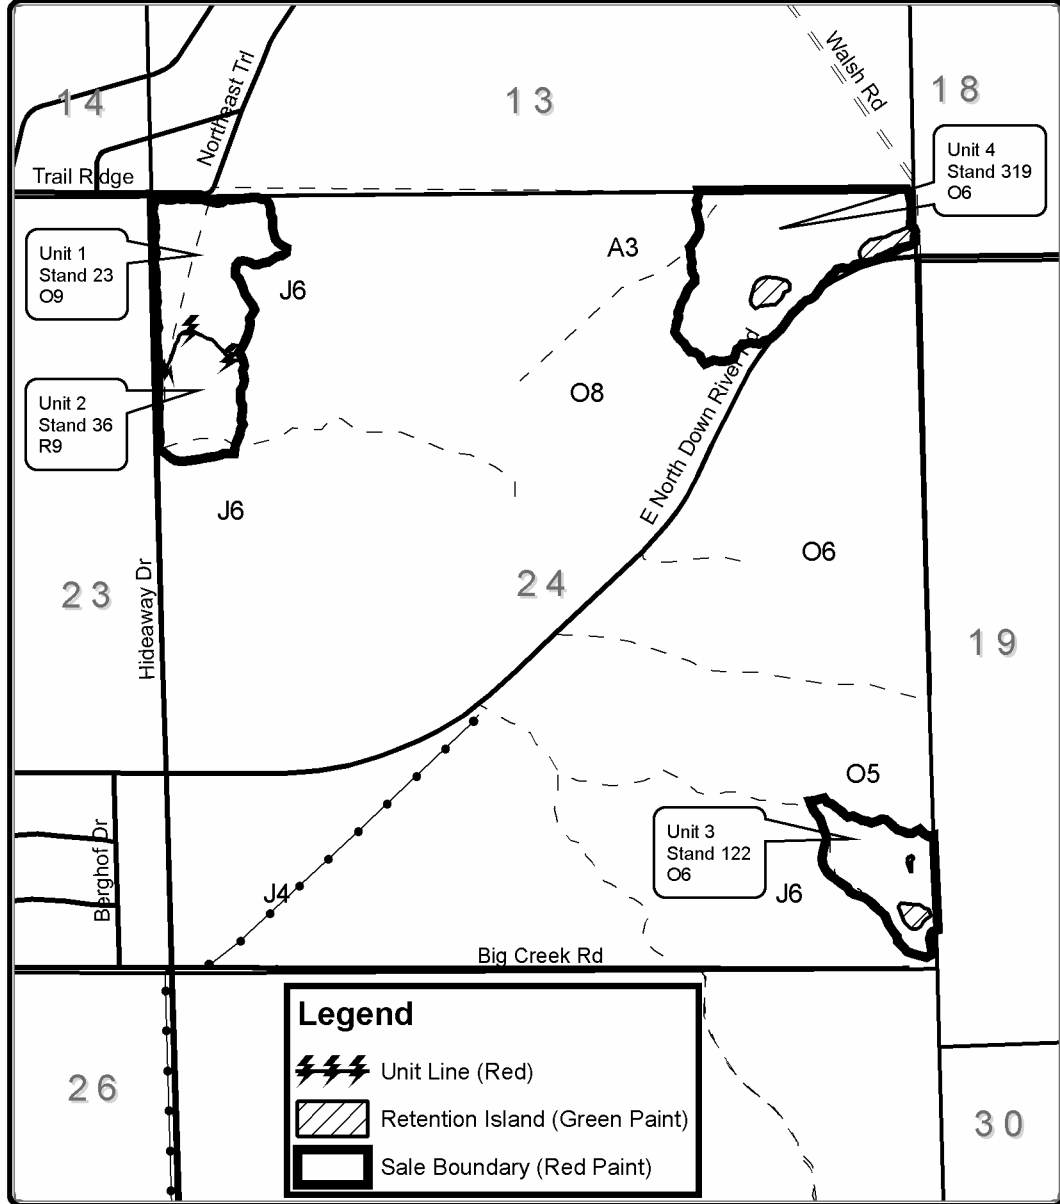 14
13
18
Northeast Trl
Walsh Rd
Trail Ridge
Unit 4
Stand 319
O6
Unit 1
Stand 23
O9
A3
J6
O8
Unit 2
Stand 36
R9
E North Down River Rd
J6
O6
23
24
Hideaway Dr
19
O5
Unit 3
Stand 122
O6
Berghof Dr
J4
J6
Big Creek Rd
Legend
Unit Line (Red)
Retention Island (Green Paint)
Sale Boundary (Red Paint)
26
30